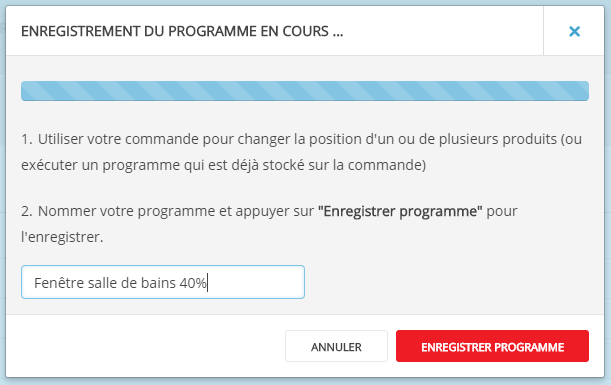 ENREGISTREMENT DU PROGRAMME EN COURS ...
1. Utiliser votre commande pour changer la position d'un ou de plusieurs produits (ou
exécuter un programme qui est déjà stocké sur la commande)
2. Nommer votre programme et appuyer sur "Enregistrer programme" pour
l'enregistrer.
Fenêtre salle de bains 40%
ANNULER
ENREGISTRER PROGRAMME